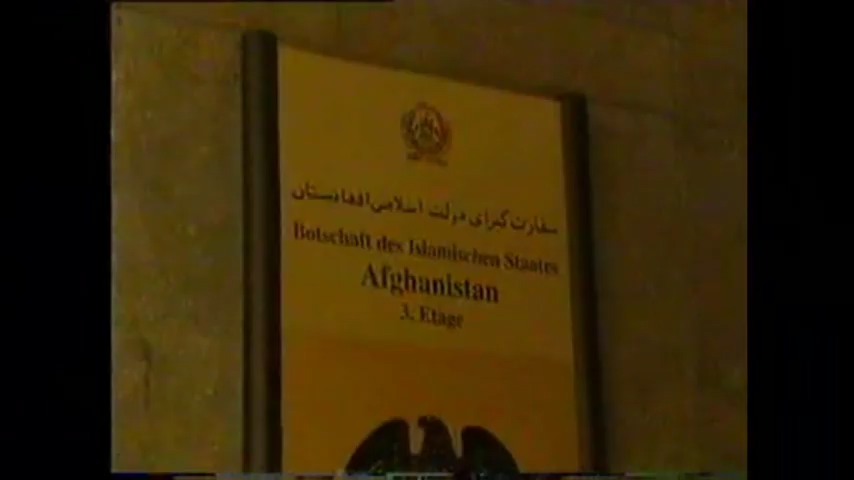 سفارت کبرای دولت اسلامی افغانستان
Botschaft des Islamischen Staates
Afghanistan
3. Etage